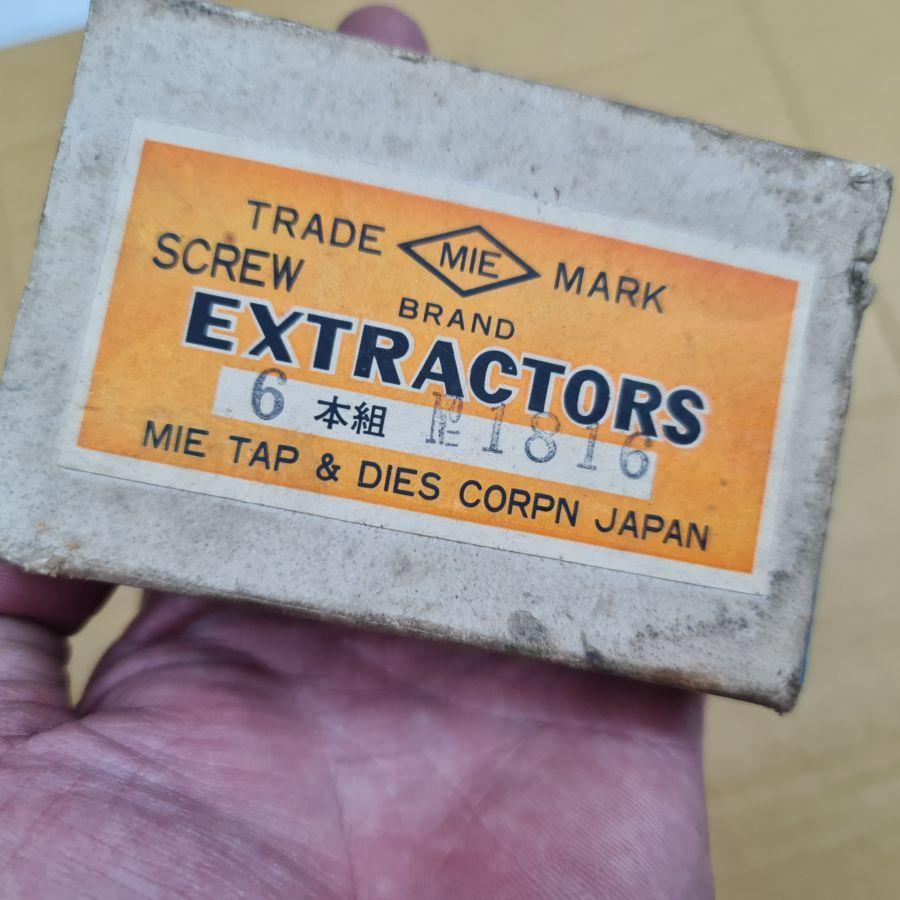 TRADE MIE MARK
SCREW
BRAND
EXTRACTORS
6 本組 № 1816
MIE TAP & DIES CORPN JAPAN